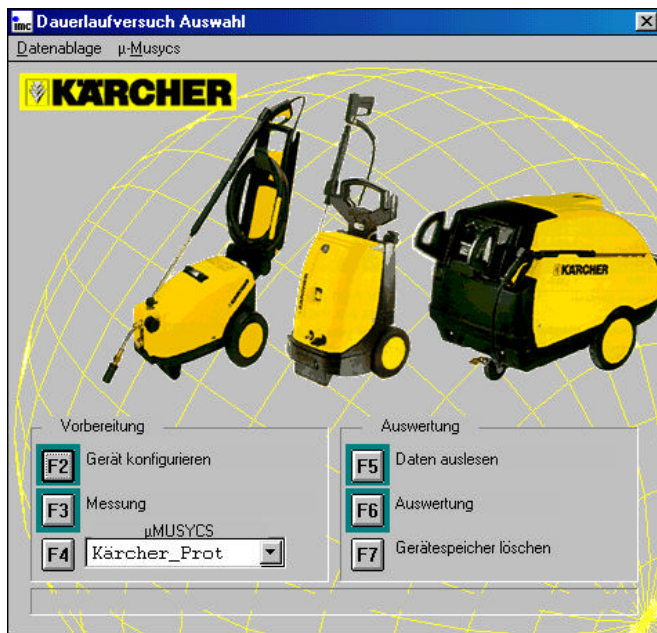 imc Dauerlaufversuch Auswahl
Datenablage µ-Musycs
KÄRCHER
KÄRCHER
Vorbereitung
F2 Gerät konfigurieren
F3 Messung
µMUSYCS
F4 Kärcher_Prot
Auswertung
F5 Daten auslesen
F6 Auswertung
F7 Gerätespeicher löschen